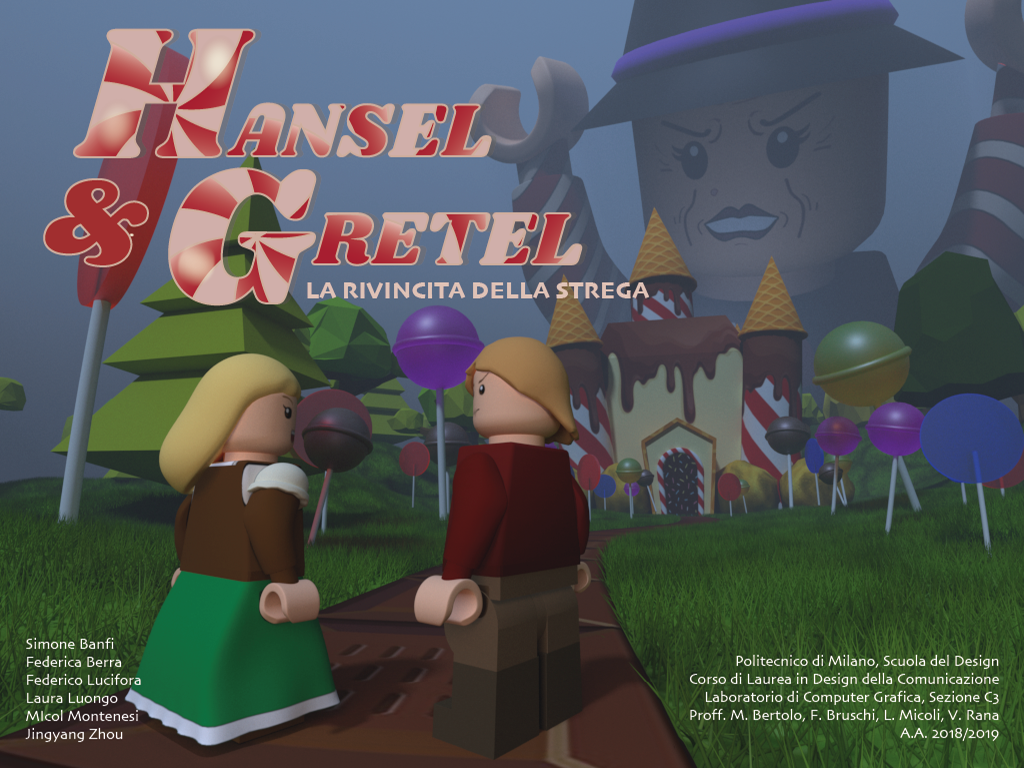 HANSEL
& GRETEL
LA RIVINCITA DELLA STREGA
Simone Banfi
Federica Berra
Federico Lucifora
Laura Luongo
MIcol Montenesi
Jingyang Zhou
Politecnico di Milano, Scuola del Design
Corso di Laurea in Design della Comunicazione
Laboratorio di Computer Grafica, Sezione C3
Proff. M. Bertolo, F. Bruschi, L. Micoli, V. Rana
A.A. 2018/2019